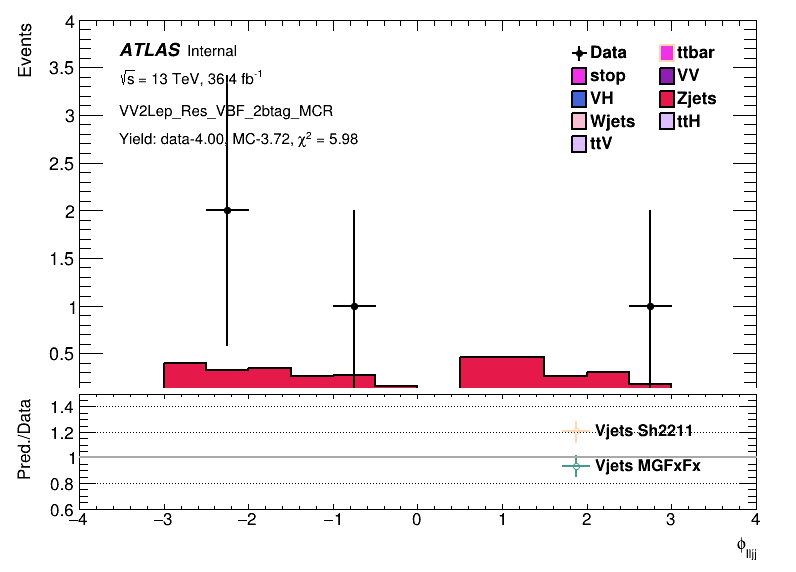 Events
4
3.5
3
2.5
2
1.5
1
0.5
ATLAS Internal
√s = 13 TeV, 36.4 fb-1
VV2Lep_Res_VBF_2btag_MCR
Yield: data-4.00, MC-3.72, χ2 = 5.98
Data
ttbar
stop
VV
VH
Zjets
Wjets
ttH
ttV
Pred./Data
1.4
1.2
1
0.8
0.6
Vjets Sh2211
Vjets MGFxFx
−4 −3 −2 −1 0 1 2 3 4
ϕlljj